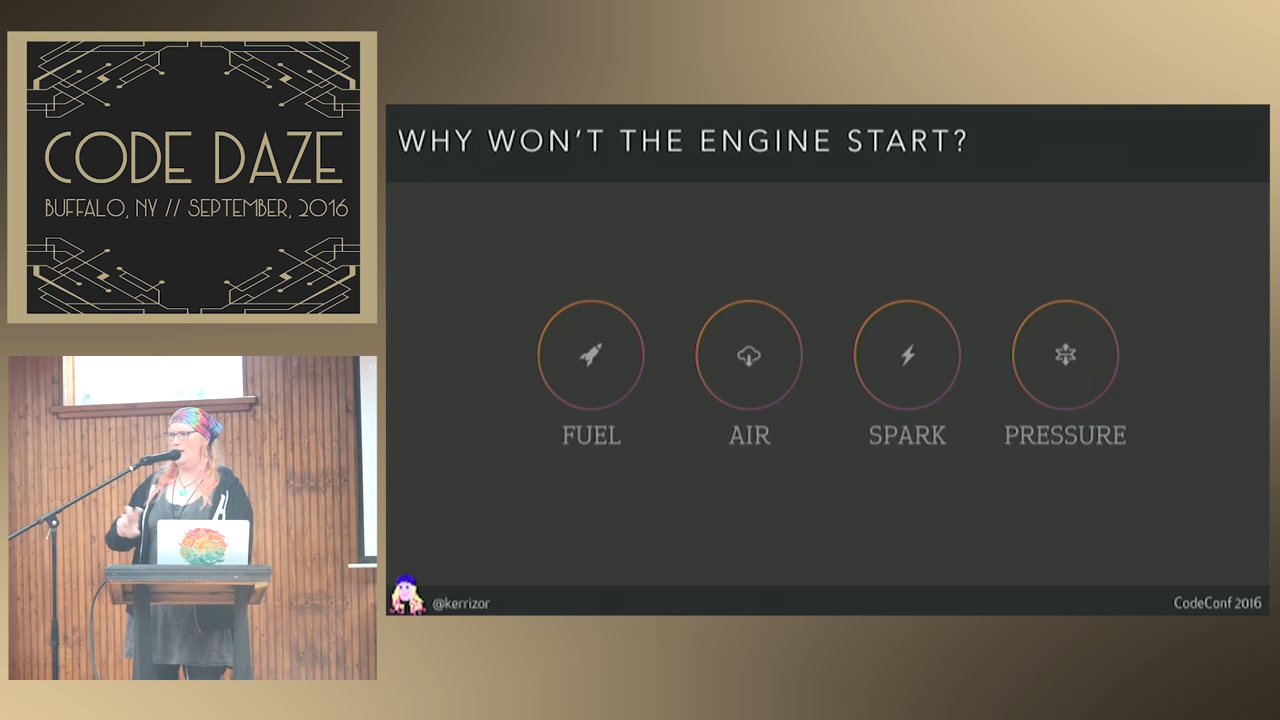 CODE DAZE
BUFFALO, NY // SEPTEMBER, 2016
WHY WON'T THE ENGINE START?
FUEL
AIR
SPARK
PRESSURE
@kerrizor
CodeConf 2016